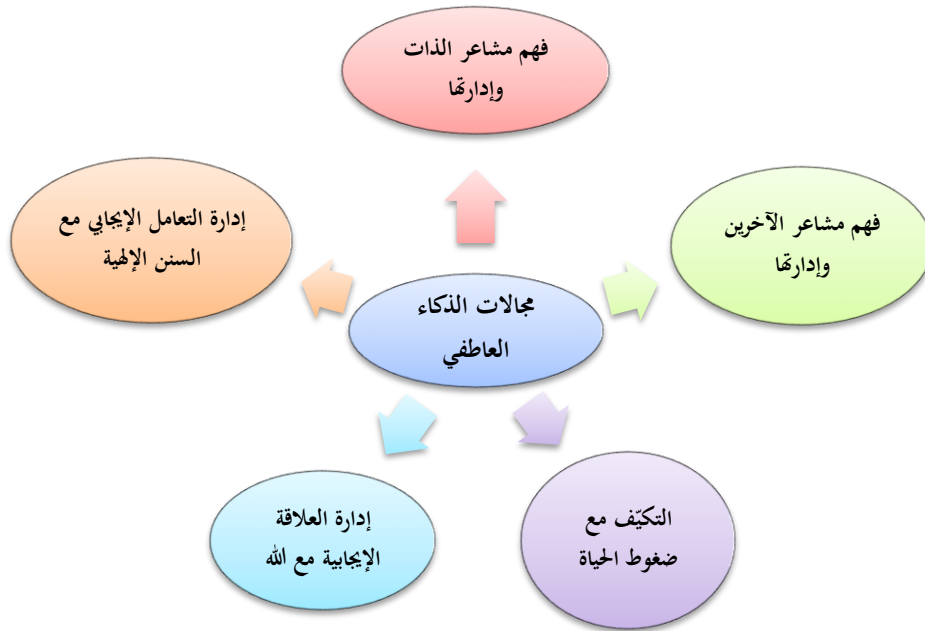 فهم مشاعر الذات
وإدارتها
فهم مشاعر الآخرين
وإدارتها
إدارة التعامل الإيجابي مع
السنن الإلهية
مجالات الذكاء
العاطفي
التكيّف مع
ضغوط الحياة
إدارة العلاقة
الإيجابية مع الله